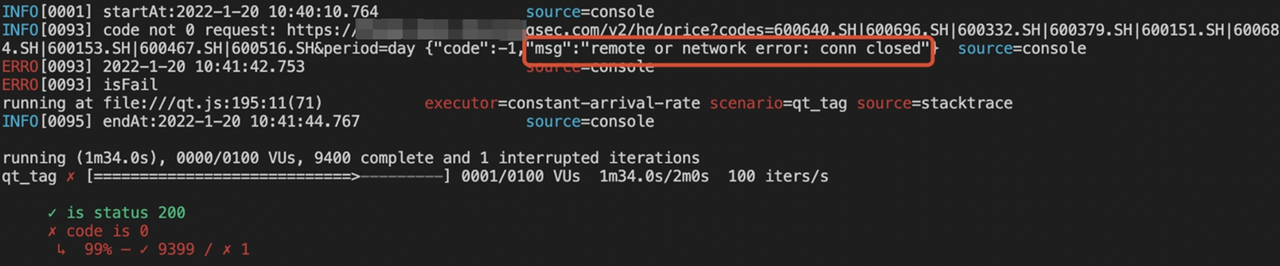 INFO[0001] startAt:2022-1-20 10:40:10.764 source=console
INFO[0093] code not 0 request: https:/ gsec.com/v2/hq/price?codes=600640.SH|600696.SH|600332.SH|600379.SH|600151.SH|60068
4.SH|600153.SH|600467.SH|600516.SH&period=day {"code":-1,"msg":"remote or network error: conn closed"} source=console
ERRO[0093] 2022-1-20 10:41:42.753 source=console
ERRO[0093] isFail
running at file:///qt.js:195:11(71) executor=constant-arrival-rate scenario=qt_tag source=stacktrace
INFO[0095] endAt:2022-1-20 10:41:44.767 source=console
running (1m34.0s), 0000/0100 VUs, 9400 complete and 1 interrupted iterations
qt_tag ✗ [============================>---------] 0001/0100 VUs 1m34.0s/2m0s 100 iters/s
✓ is status 200
✗ code is 0
↳ 99% — ✓ 9399 / ✗ 1